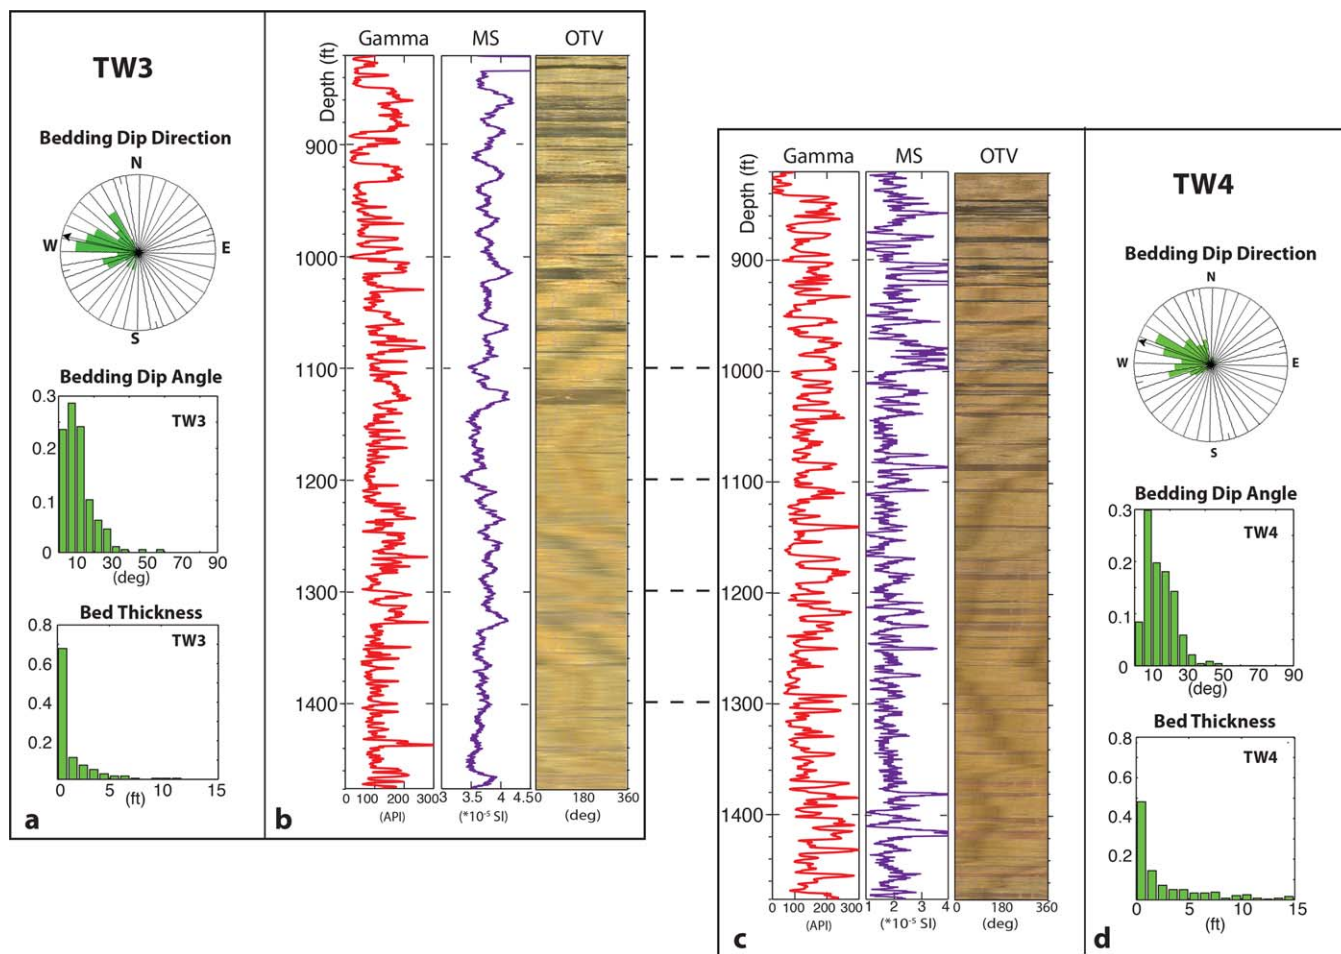 TW3
Bedding Dip Direction
N
W
E
S
Bedding Dip Angle
TW3
0.3
0.1
0
10 30 50 70 90
(deg)
Bed Thickness
TW3
0.8
0.6
0.4
0.2
0 5 10 15
(ft)
a
Gamma MS OTV
Depth (ft)
900
1000
1100
1200
1300
1400
0 100 200 300
(API)
3 3.5 4 4.5
(*10⁻⁵ SI)
0 180 360
(deg)
b
Gamma MS OTV
Depth (ft)
900
1000
1100
1200
1300
1400
0 100 200 300
(API)
1 2 3 4
(*10⁻⁵ SI)
0 180 360
(deg)
c
TW4
Bedding Dip Direction
N
W
E
S
Bedding Dip Angle
TW4
0.3
0.2
0.1
0
10 30 50 70 90
(deg)
Bed Thickness
TW4
0.8
0.6
0.4
0.2
0 5 10 15
(ft)
d